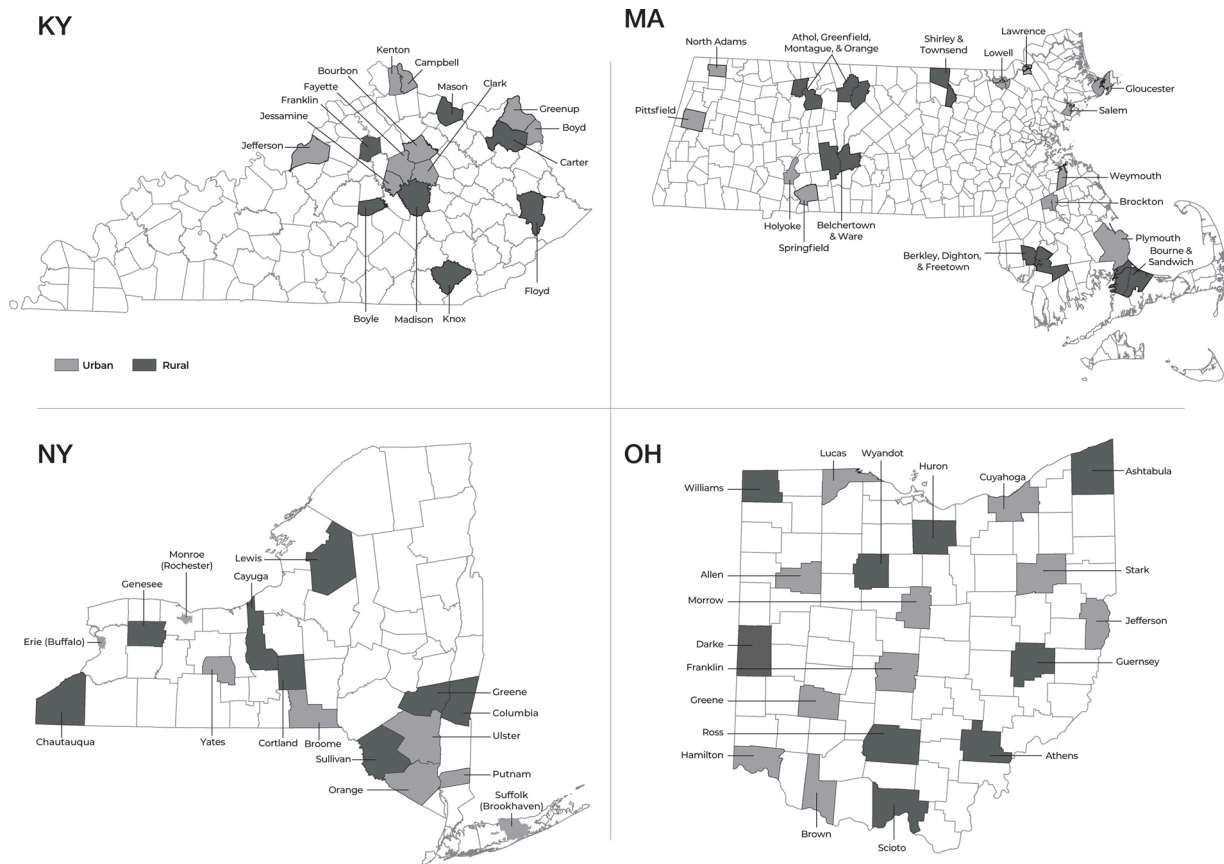 KY
Kenton
Campbell
Bourbon
Fayette
Franklin
Jessamine
Mason
Clark
Greenup
Boyd
Jefferson
Carter
Floyd
Boyle
Madison
Knox
Urban
Rural
MA
North Adams
Athol, Greenfield,
Montague, & Orange
Shirley &
Townsend
Lawrence
Lowell
Gloucester
Salem
Pittsfield
Weymouth
Brockton
Holyoke
Springfield
Belchertown
& Ware
Plymouth
Bourne &
Sandwich
Berkley, Dighton,
& Freetown
NY
Lewis
Monroe
(Rochester)
Cayuga
Genesee
Erie (Buffalo)
Chautauqua
Yates
Cortland
Broome
Greene
Columbia
Ulster
Sullivan
Putnam
Orange
Suffolk
(Brookhaven)
OH
Lucas
Wyandot
Huron
Cuyahoga
Ashtabula
Williams
Allen
Stark
Morrow
Jefferson
Darke
Franklin
Guernsey
Greene
Ross
Hamilton
Athens
Brown
Scioto